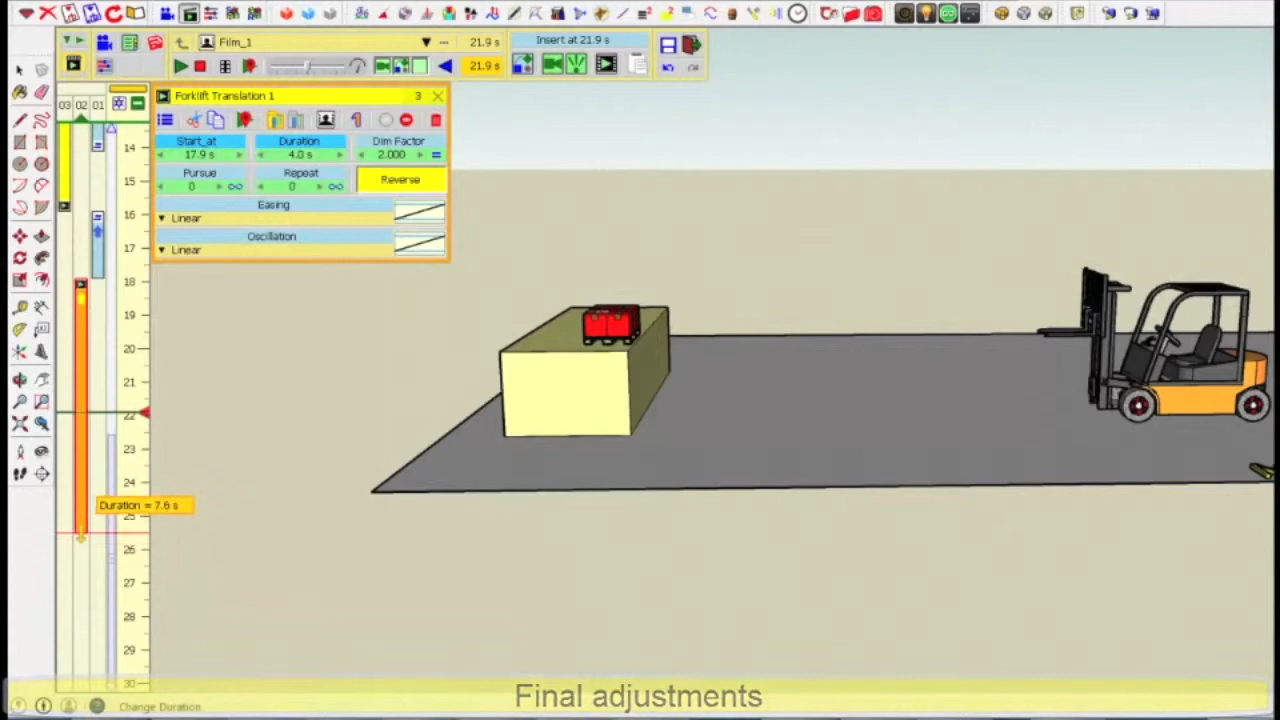 Film_1
...
21.9 s
Insert at 21.9 s
21.9 s
Forklift Translation 1
3
03 02 01
Start_at
Duration
Dim Factor
17.9 s
4.0 s
2.000
Pursue
Repeat
Reverse
0
0
Easing
Linear
Oscillation
Linear
14
15
16
17
18
19
20
21
22
23
24
Duration = 7.6 s
25
26
27
28
29
30
Change Duration
Final adjustments